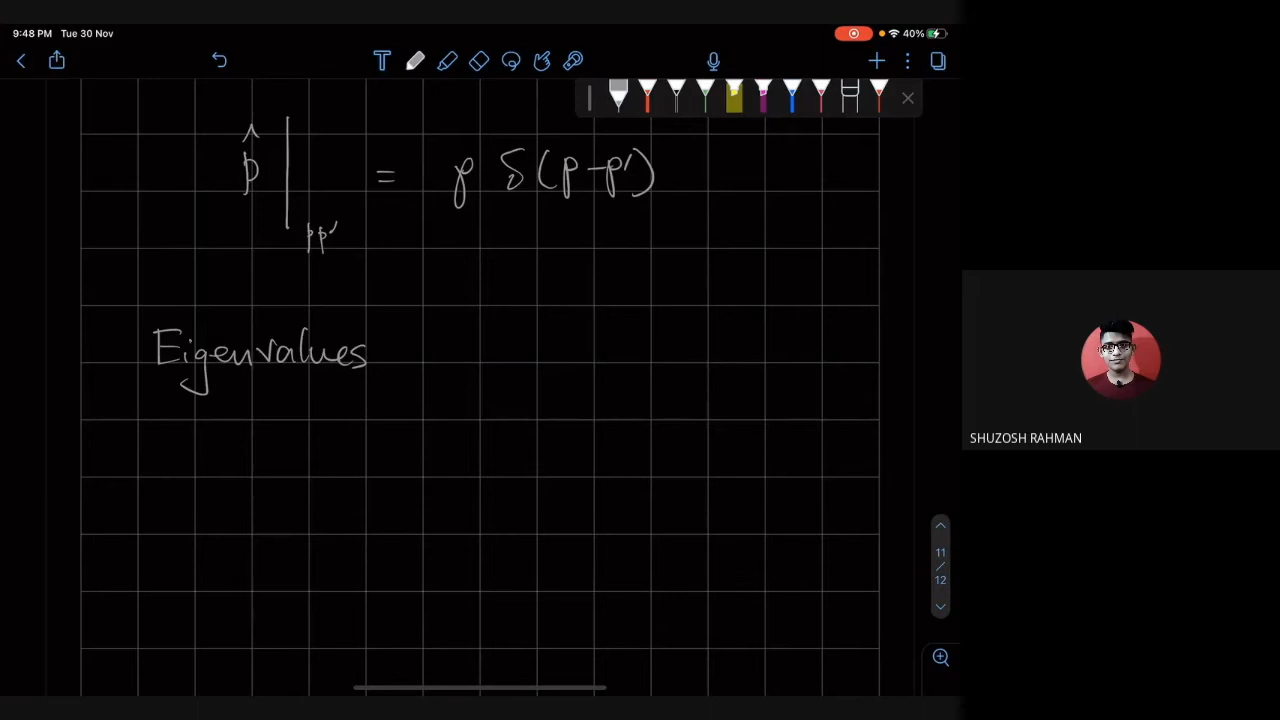 9:48 PM Tue 30 Nov
40%
T
p̂ |pp′ = p δ(p-p′)
Eigenvalues
SHUZOSH RAHMAN
11
/
12